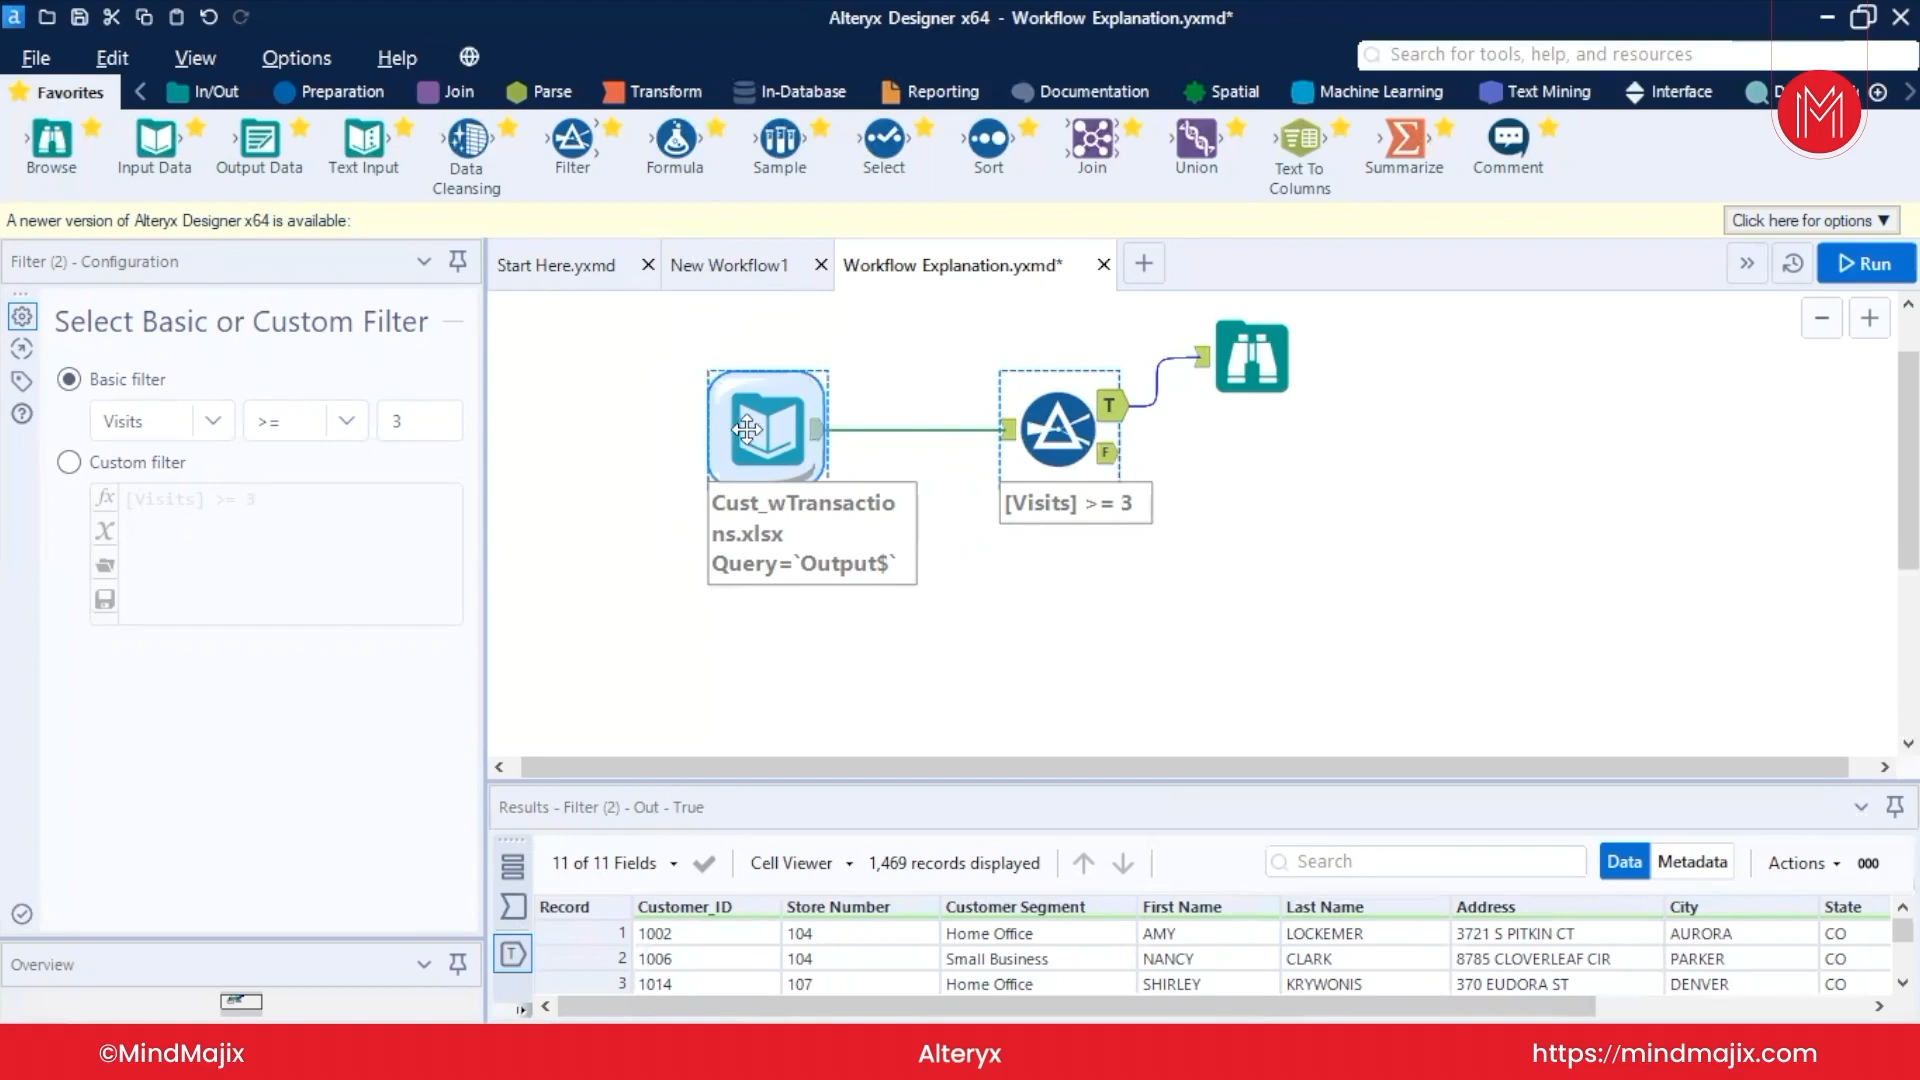 Alteryx Designer x64 - Workflow Explanation.yxmd*
File Edit View Options Help
Search for tools, help, and resources
Favorites In/Out Preparation Join Parse Transform In-Database Reporting Documentation Spatial Machine Learning Text Mining Interface
Browse Input Data Output Data Text Input Data Cleansing Filter Formula Sample Select Sort Join Union Text To Columns Summarize Comment
A newer version of Alteryx Designer x64 is available:
Click here for options ▼
Filter (2) - Configuration
Start Here.yxmd New Workflow1 Workflow Explanation.yxmd*
Run
Select Basic or Custom Filter
Basic filter
Visits >= 3
Custom filter
[Visits] >= 3
T
F
Cust_wTransactio
ns.xlsx
Query=`Output$`
[Visits] >= 3
Results - Filter (2) - Out - True
11 of 11 Fields Cell Viewer 1,469 records displayed Search Data Metadata Actions 000
Record Customer_ID Store Number Customer Segment First Name Last Name Address City State
1 1002 104 Home Office AMY LOCKEMER 3721 S PITKIN CT AURORA CO
2 1006 104 Small Business NANCY CLARK 8785 CLOVERLEAF CIR PARKER CO
3 1014 107 Home Office SHIRLEY KRYWONIS 370 EUDORA ST DENVER CO
Overview
©MindMajix Alteryx https://mindmajix.com